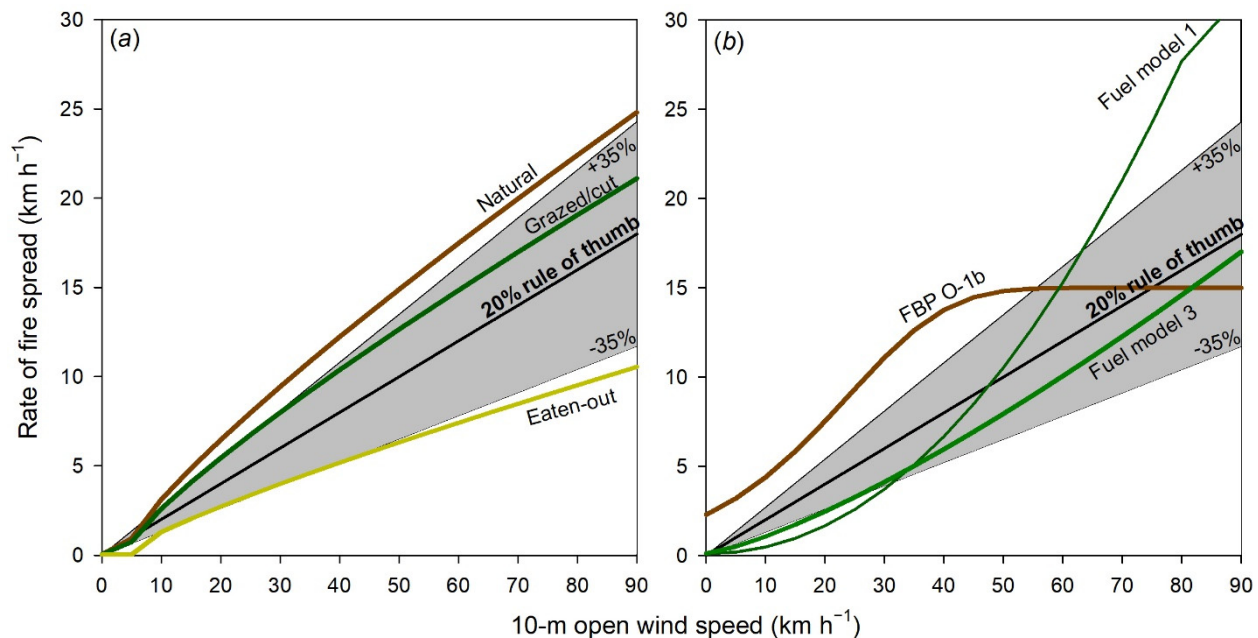 (a)
(b)
30
25
20
15
10
5
0
Rate of fire spread (km h⁻¹)
Natural
+35%
Grazed/cut
20% rule of thumb
-35%
Eaten-out
0 10 20 30 40 50 60 70 80 90
30
25
20
15
10
5
0
Fuel model 1
+35%
FBP O-1b
20% rule of thumb
Fuel model 3
-35%
0 10 20 30 40 50 60 70 80 90
10-m open wind speed (km h⁻¹)